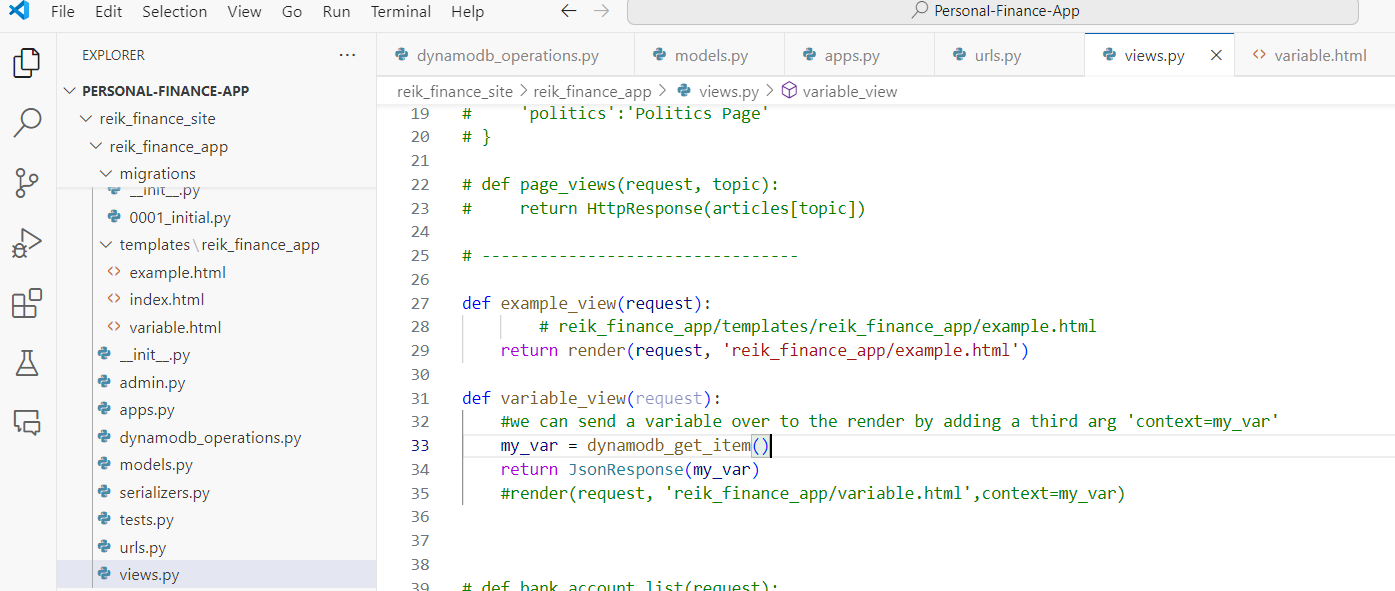 File Edit Selection View Go Run Terminal Help Personal-Finance-App
EXPLORER ...
dynamodb_operations.py models.py apps.py urls.py views.py variable.html
reik_finance_site > reik_finance_app > views.py > variable_view
PERSONAL-FINANCE-APP
reik_finance_site
reik_finance_app
migrations
__init__.py
0001_initial.py
templates\reik_finance_app
example.html
index.html
variable.html
__init__.py
admin.py
apps.py
dynamodb_operations.py
models.py
serializers.py
tests.py
urls.py
views.py
19 #     'politics':'Politics Page'
20 # }
21
22 # def page_views(request, topic):
23 #     return HttpResponse(articles[topic])
24
25 # ---------------------------------
26
27 def example_view(request):
28         # reik_finance_app/templates/reik_finance_app/example.html
29     return render(request, 'reik_finance_app/example.html')
30
31 def variable_view(request):
32     #we can send a variable over to the render by adding a third arg 'context=my_var'
33     my_var = dynamodb_get_item()
34     return JsonResponse(my_var)
35     #render(request, 'reik_finance_app/variable.html',context=my_var)
36
37
38
39 # def bank_account_list(request):